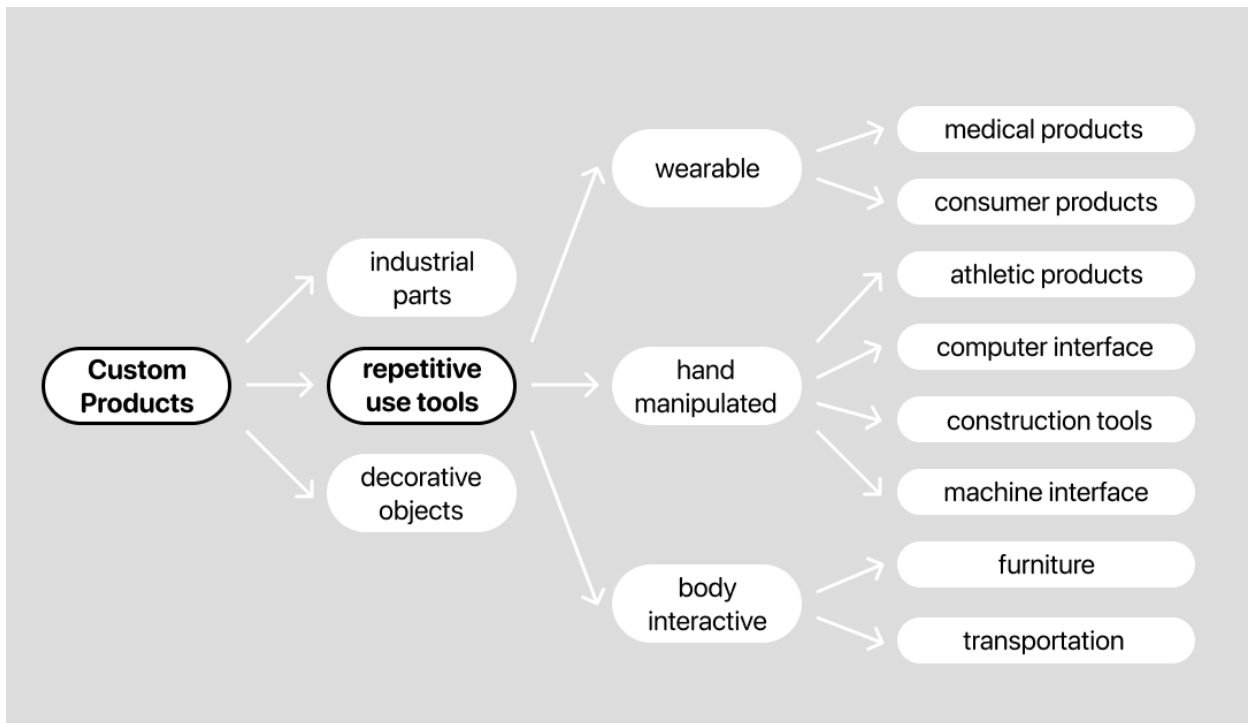 Custom
Products
industrial
parts
repetitive
use tools
decorative
objects
wearable
hand
manipulated
body
interactive
medical products
consumer products
athletic products
computer interface
construction tools
machine interface
furniture
transportation